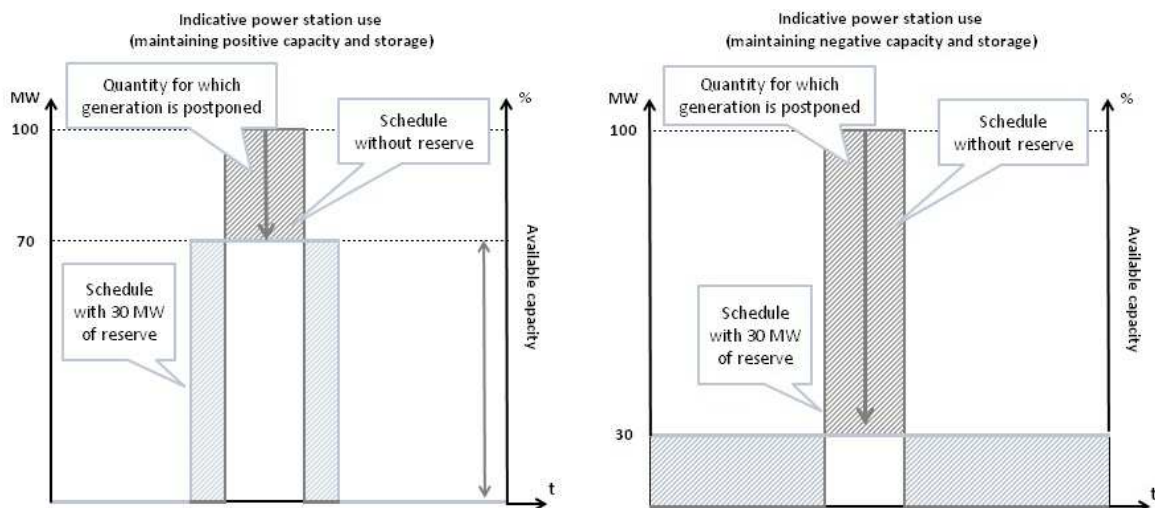 Indicative power station use
(maintaining positive capacity and storage)
Quantity for which
generation is postponed
MW
%
100
Schedule
without reserve
70
Schedule
with 30 MW
of reserve
Available capacity
t
Indicative power station use
(maintaining negative capacity and storage)
Quantity for which
generation is postponed
MW
%
100
Schedule
without reserve
Schedule
with 30 MW
of reserve
Available capacity
30
t